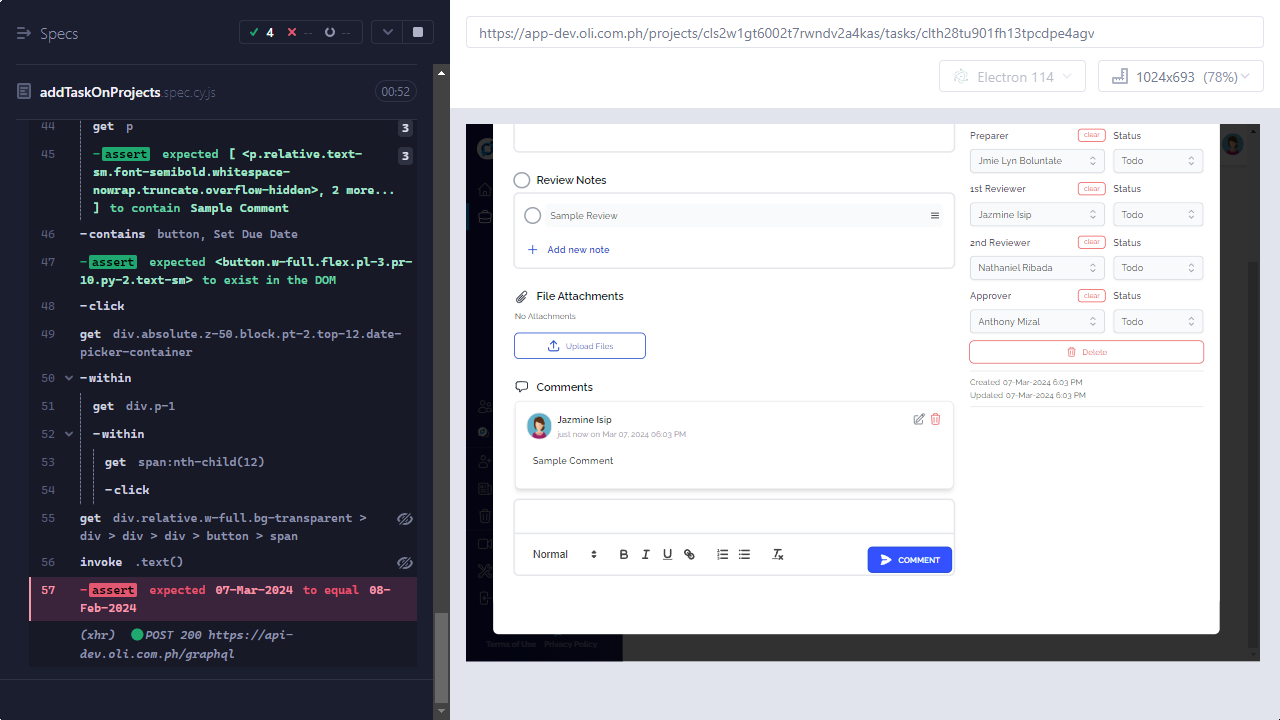 Specs
4
--
--
addTaskOnProjects.spec.cy.js
00:52
44 get p 3
45 -assert expected [ <p.relative.text-
sm.font-semibold.whitespace-
nowrap.truncate.overflow-hidden>, 2 more...
] to contain Sample Comment
3
46 -contains button, Set Due Date
47 -assert expected <button.w-full.flex.pl-3.pr-
10.py-2.text-sm> to exist in the DOM
48 -click
49 get div.absolute.z-50.block.pt-2.top-12.date-
picker-container
50 -within
51 get div.p-1
52 -within
53 get span:nth-child(12)
54 -click
55 get div.relative.w-full.bg-transparent >
div > div > div > button > span
56 invoke .text()
57 -assert expected 07-Mar-2024 to equal 08-
Feb-2024
(xhr) POST 200 https://api-
dev.oli.com.ph/graphql
https://app-dev.oli.com.ph/projects/cls2w1gt6002t7rwndv2a4kas/tasks/clth28tu901fh13tpcdpe4agv
Electron 114
1024x693 (78%)
Review Notes
Sample Review
Add new note
File Attachments
No Attachments
Upload Files
Comments
Jazmine Isip
just now on Mar 07, 2024 06:03 PM
Sample Comment
Normal
B I U
COMMENT
Preparer clear Status
Jmie Lyn Boluntate Todo
1st Reviewer clear Status
Jazmine Isip Todo
2nd Reviewer clear Status
Nathaniel Ribada Todo
Approver clear Status
Anthony Mizal Todo
Delete
Created 07-Mar-2024 6:03 PM
Updated 07-Mar-2024 6:03 PM
Terms of Use Privacy Policy